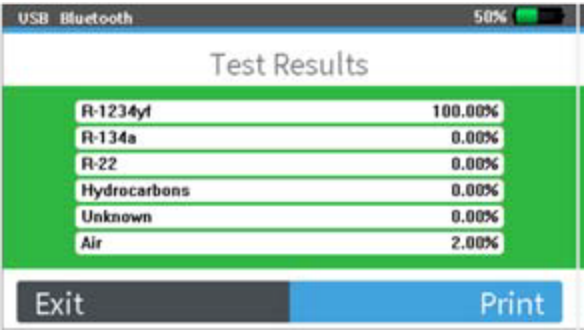 USB Bluetooth 50%
Test Results
R-1234yf 100.00%
R-134a 0.00%
R-22 0.00%
Hydrocarbons 0.00%
Unknown 0.00%
Air 2.00%
Exit Print